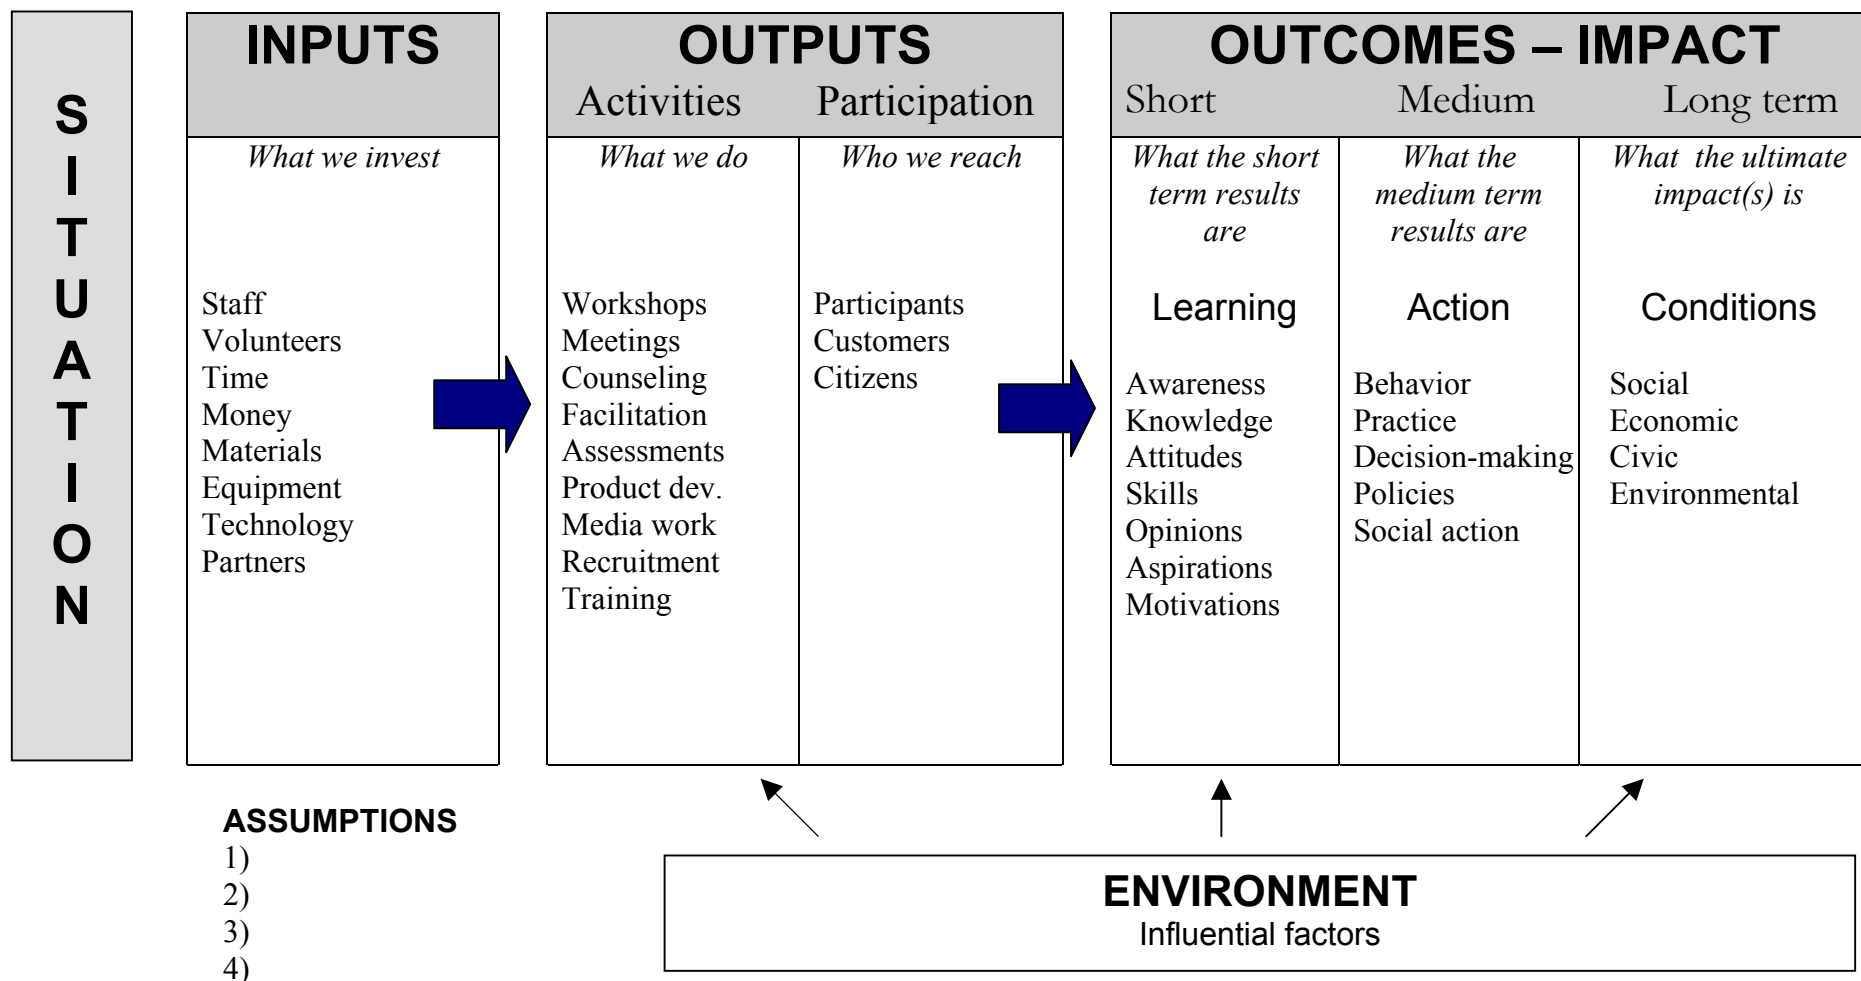 SITUATION
INPUTS
What we invest
Staff
Volunteers
Time
Money
Materials
Equipment
Technology
Partners
OUTPUTS
Activities Participation
What we do
Workshops
Meetings
Counseling
Facilitation
Assessments
Product dev.
Media work
Recruitment
Training
Who we reach
Participants
Customers
Citizens
OUTCOMES – IMPACT
Short Medium Long term
What the short
term results
are
Learning
Awareness
Knowledge
Attitudes
Skills
Opinions
Aspirations
Motivations
What the
medium term
results are
Action
Behavior
Practice
Decision-making
Policies
Social action
What the ultimate
impact(s) is
Conditions
Social
Economic
Civic
Environmental
ASSUMPTIONS
1)
2)
3)
4)
ENVIRONMENT
Influential factors